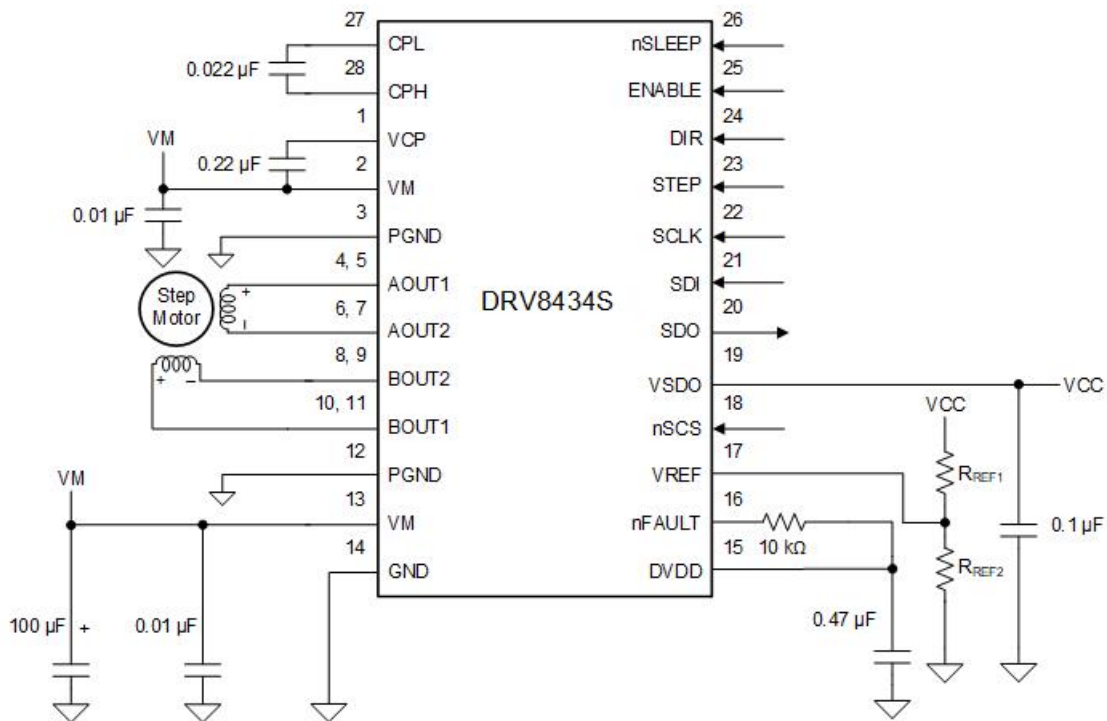 27
CPL
0.022 µF
28
CPH
1
VM
VCP
0.22 µF
2
VM
0.01 µF
3
PGND
4, 5
AOUT1
Step
Motor
+
6, 7
–
AOUT2
8, 9
+ –
BOUT2
10, 11
BOUT1
12
VM
PGND
13
VM
14
GND
100 µF +
0.01 µF
DRV8434S
26
nSLEEP
25
ENABLE
24
DIR
23
STEP
22
SCLK
21
SDI
20
SDO
19
VSDO
VCC
18
VCC
nSCS
17
VREF
RREF1
16
nFAULT
0.1 µF
10 kΩ
15
DVDD
RREF2
0.47 µF